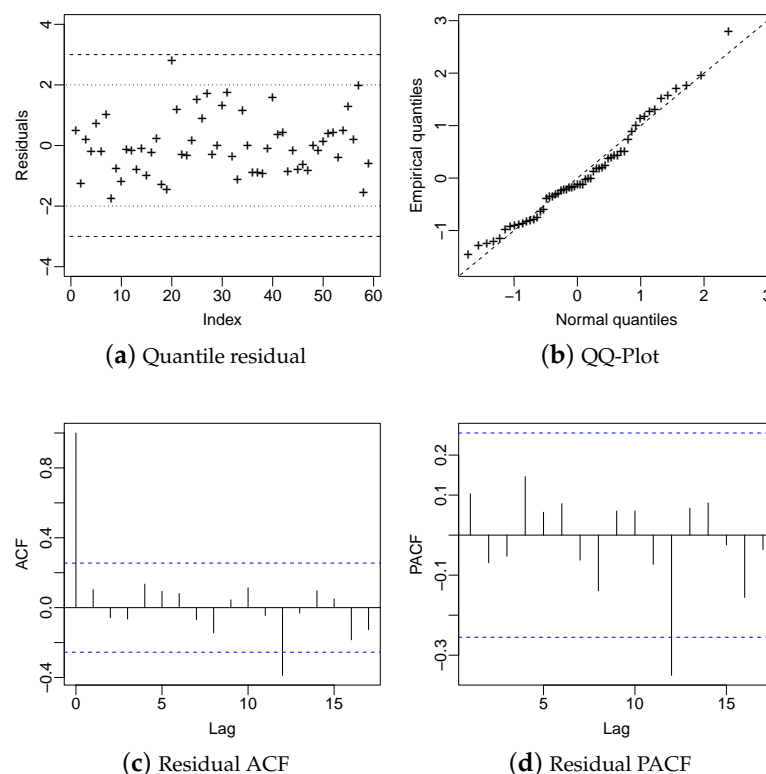 4
2
0
−2
−4
Residuals
0 10 20 30 40 50 60
Index
(a) Quantile residual
3
2
1
0
−1
Empirical quantiles
−1 0 1 2 3
Normal quantiles
(b) QQ-Plot
0.8
0.4
0.0
−0.4
ACF
0 5 10 15
Lag
(c) Residual ACF
0.2
0.1
−0.1
−0.3
PACF
5 10 15
Lag
(d) Residual PACF